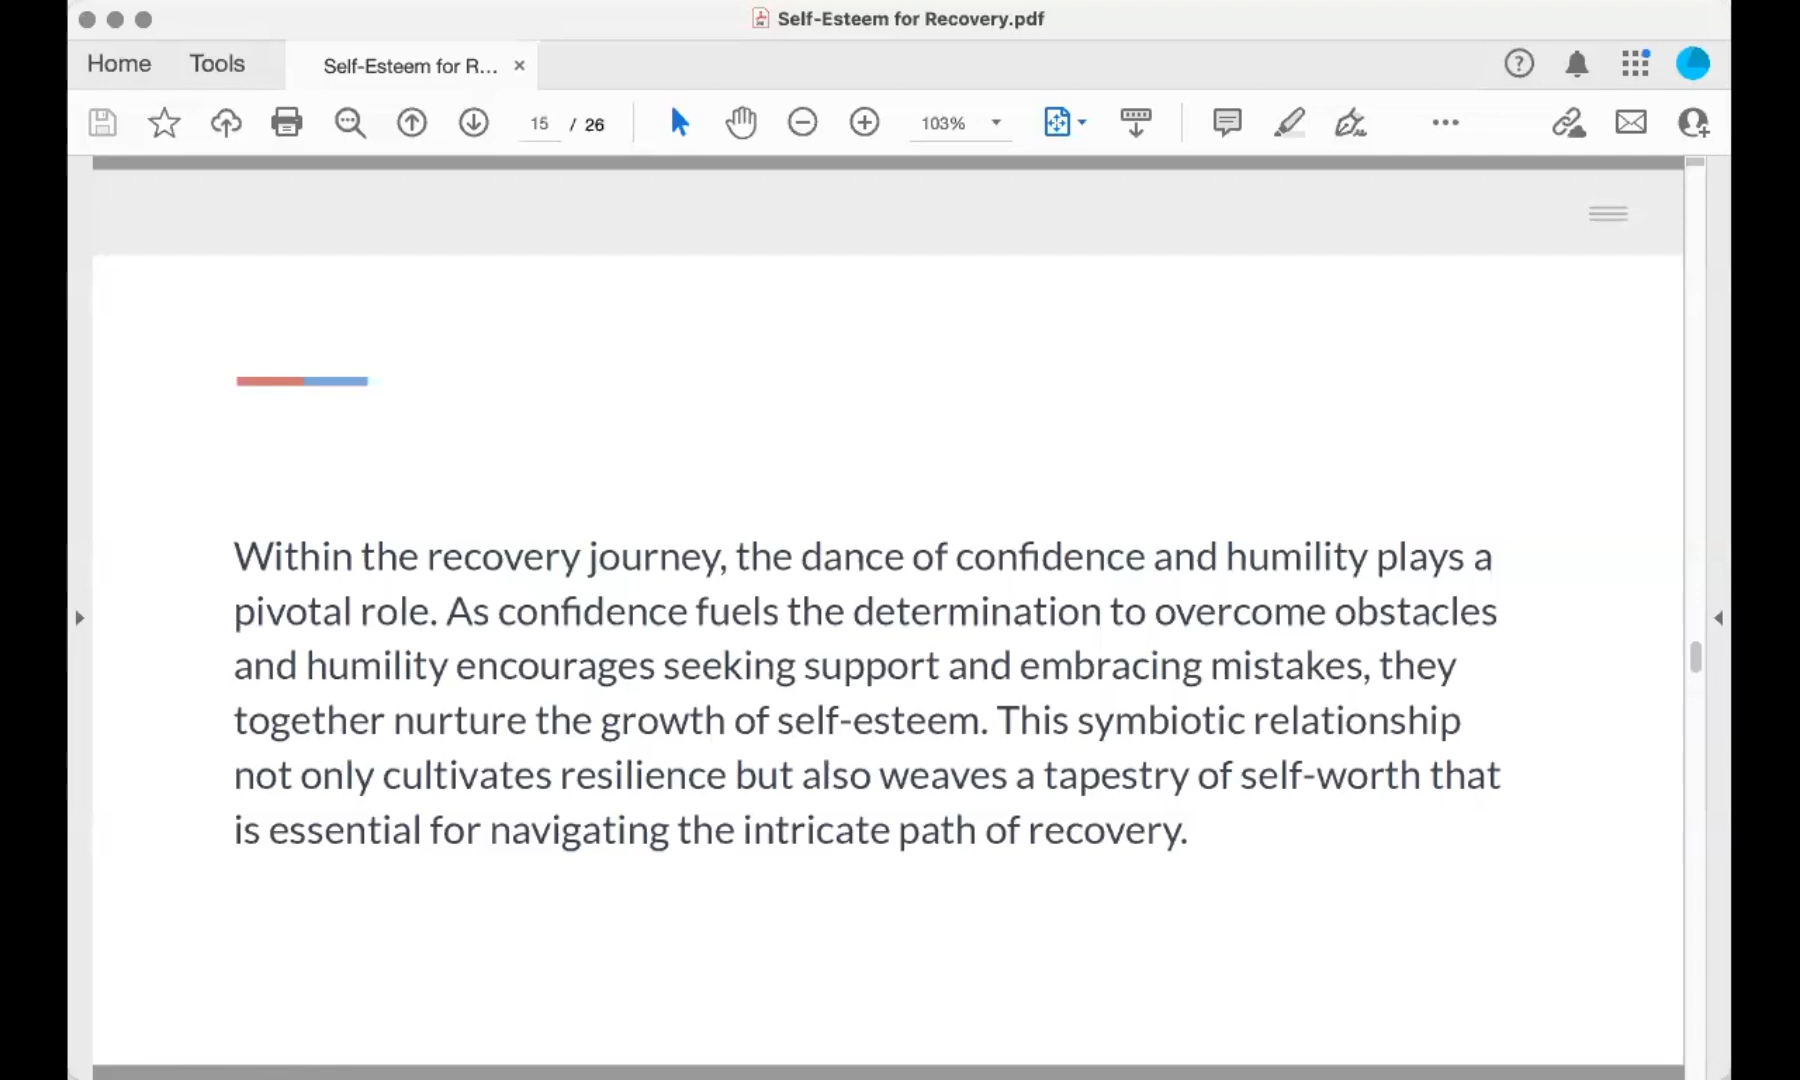 Self-Esteem for Recovery.pdf
Home Tools Self-Esteem for R... ×
15 / 26 103%
Within the recovery journey, the dance of confidence and humility plays a
pivotal role. As confidence fuels the determination to overcome obstacles
and humility encourages seeking support and embracing mistakes, they
together nurture the growth of self-esteem. This symbiotic relationship
not only cultivates resilience but also weaves a tapestry of self-worth that
is essential for navigating the intricate path of recovery.